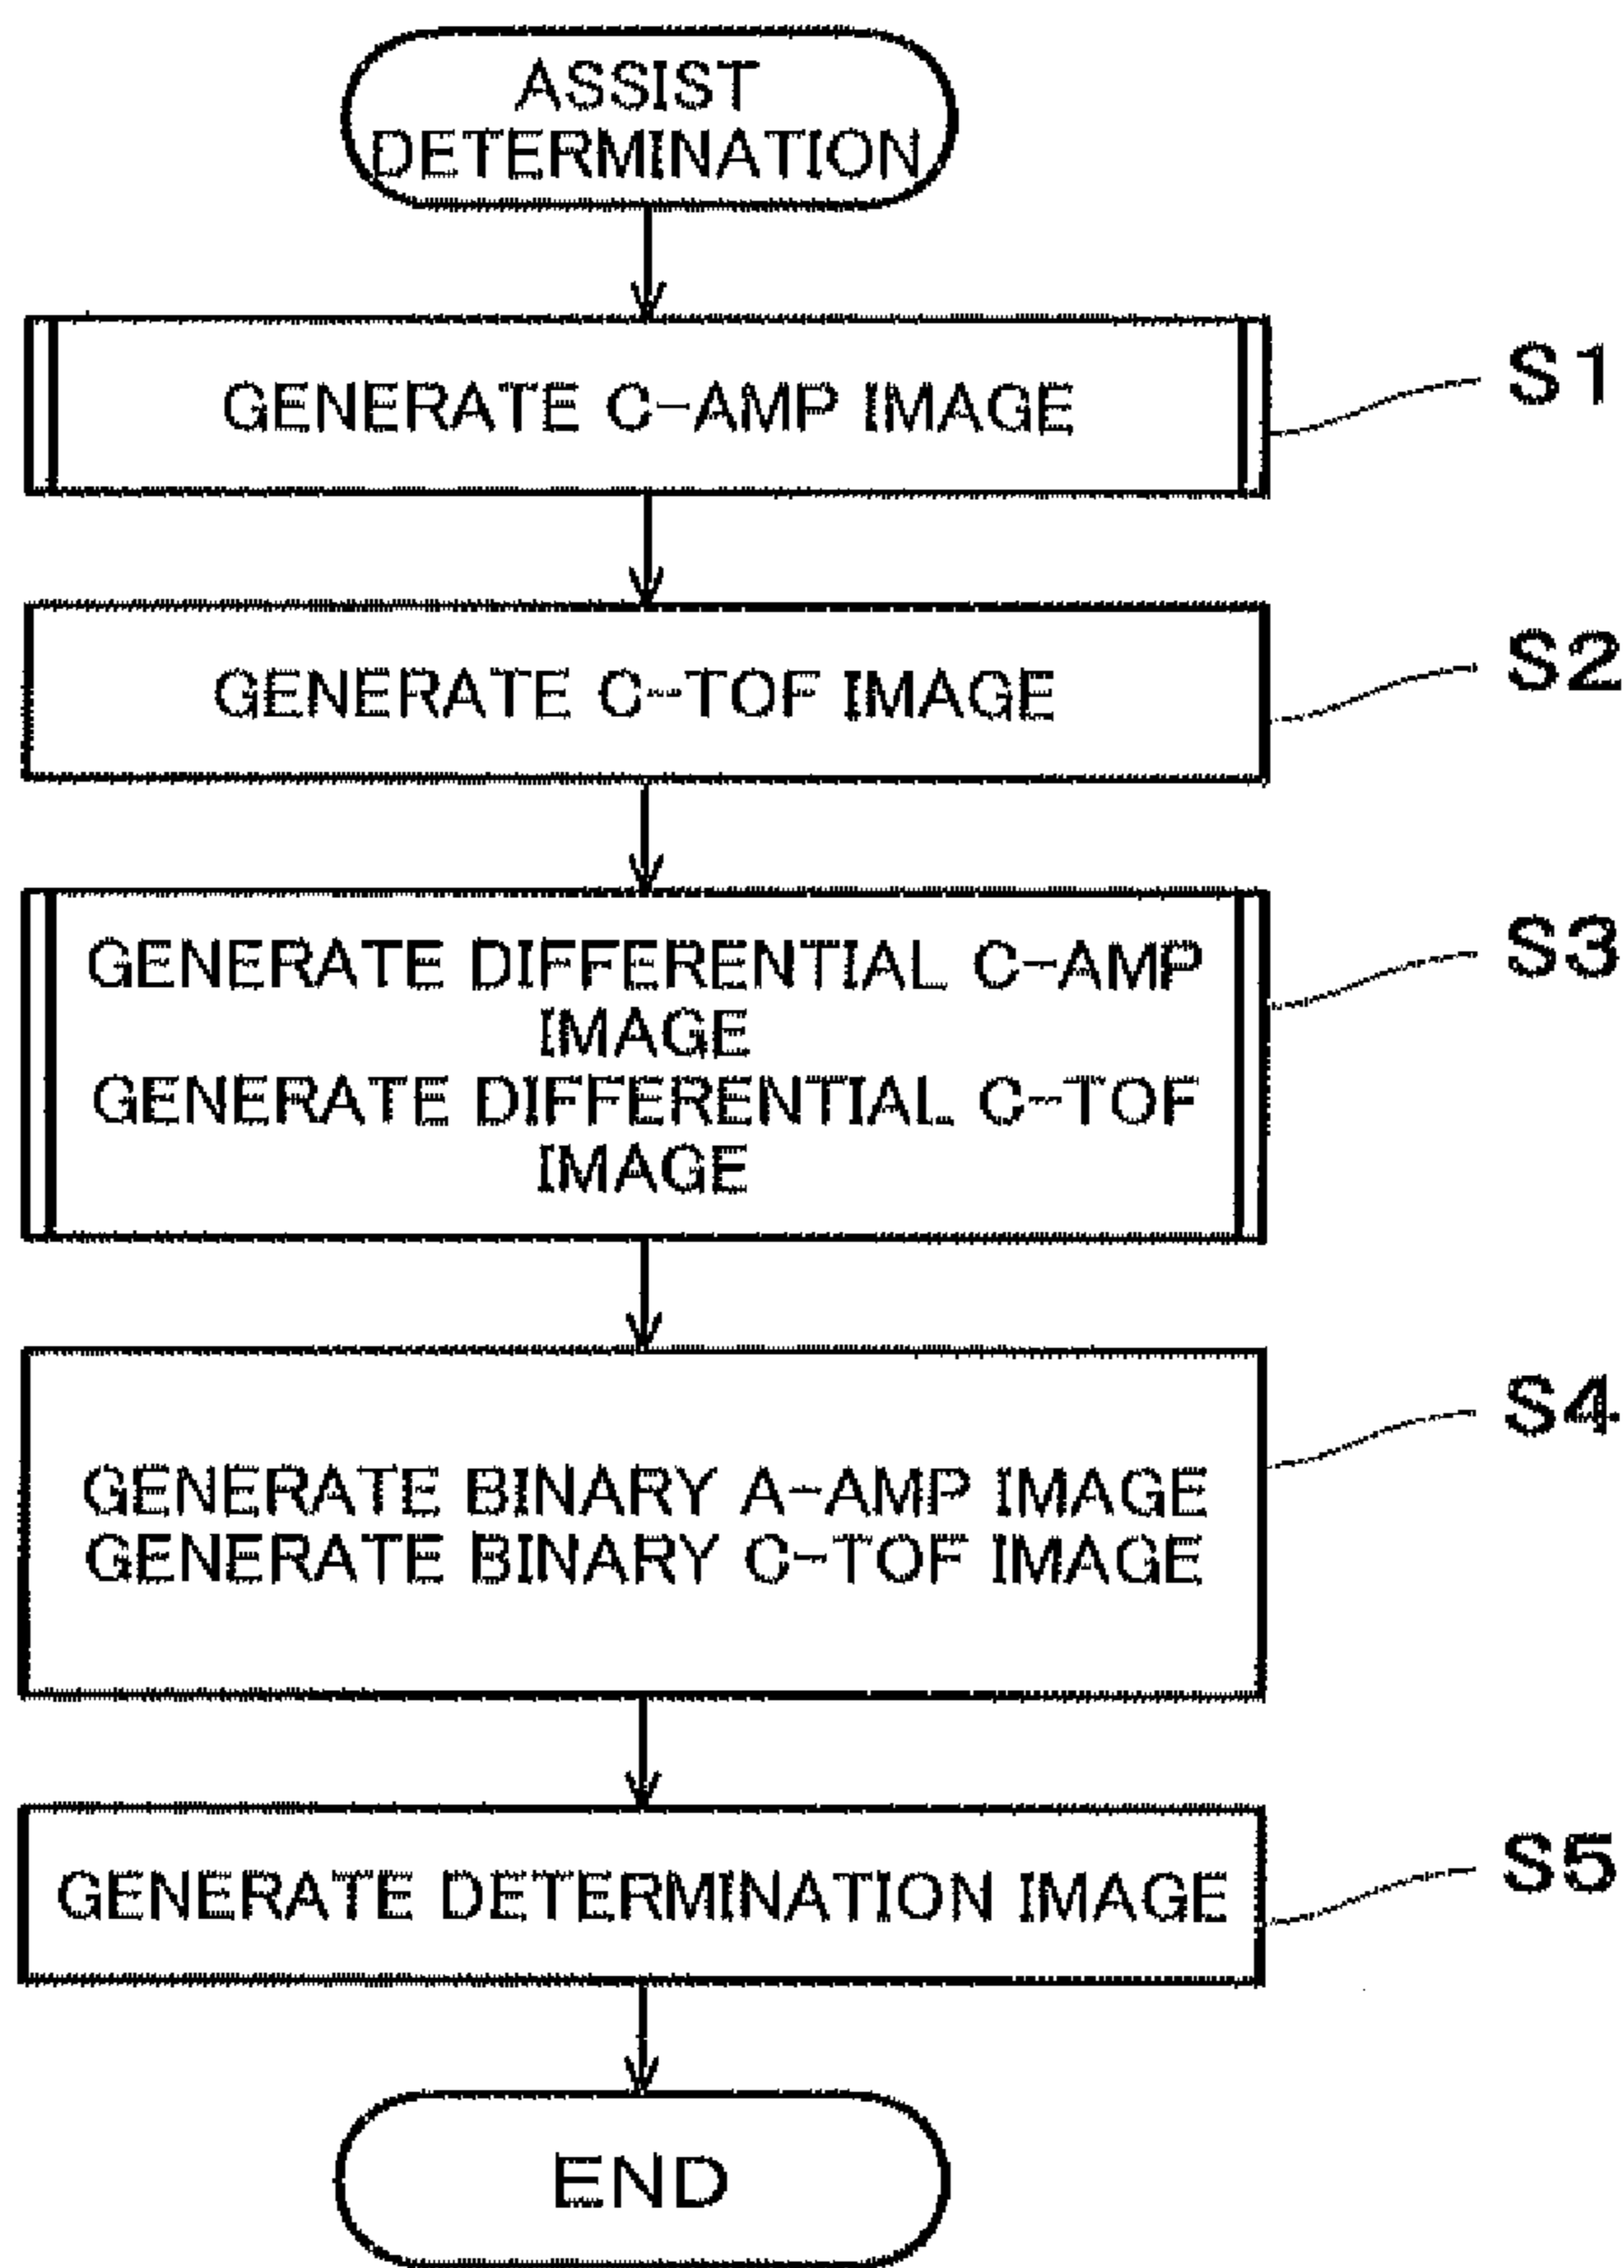 ASSIST
DETERMINATION
GENERATE C-AMP IMAGE
S1
GENERATE C-TOF IMAGE
S2
GENERATE DIFFERENTIAL C-AMP
IMAGE
GENERATE DIFFERENTIAL C-TOF
IMAGE
S3
GENERATE BINARY A-AMP IMAGE
GENERATE BINARY C-TOF IMAGE
S4
GENERATE DETERMINATION IMAGE
S5
END